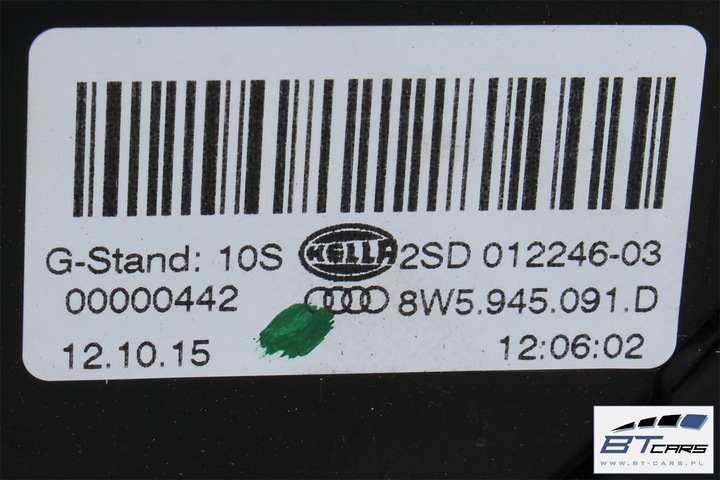 G-Stand: 10S HELLA 2SD 012246-03
00000442 8W5.945.091.D
12.10.15 12:06:02
BT CARS
WWW.BT-CARS.PL